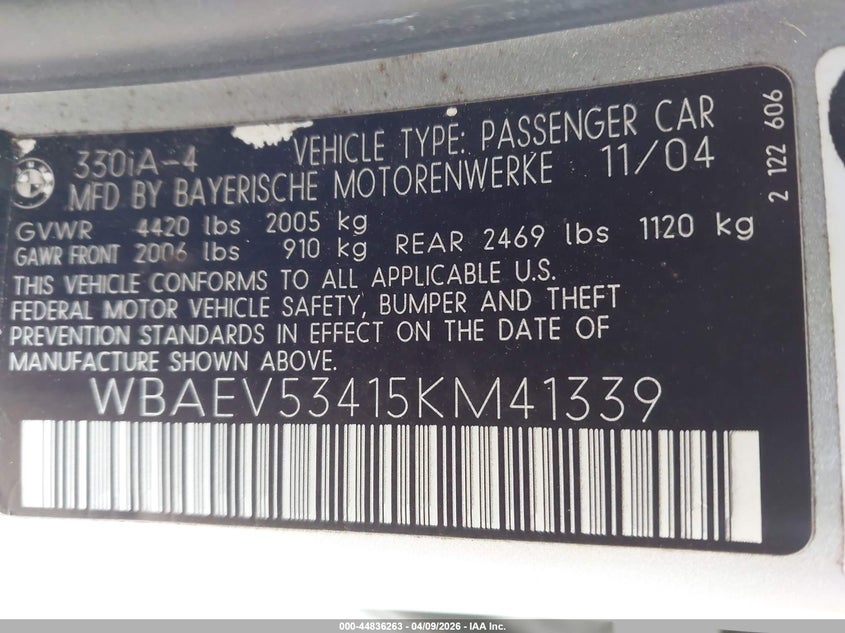 330iA-4 VEHICLE TYPE: PASSENGER CAR
MFD BY BAYERISCHE MOTORENWERKE 11/04
GVWR 4420 lbs 2005 kg
GAWR FRONT 2006 lbs 910 kg REAR 2469 lbs 1120 kg
THIS VEHICLE CONFORMS TO ALL APPLICABLE U.S.
FEDERAL MOTOR VEHICLE SAFETY, BUMPER AND THEFT
PREVENTION STANDARDS IN EFFECT ON THE DATE OF
MANUFACTURE SHOWN ABOVE.
WBAEV53415KM41339
2 122 606
000-44836263 - 04/09/2026 - IAA Inc.